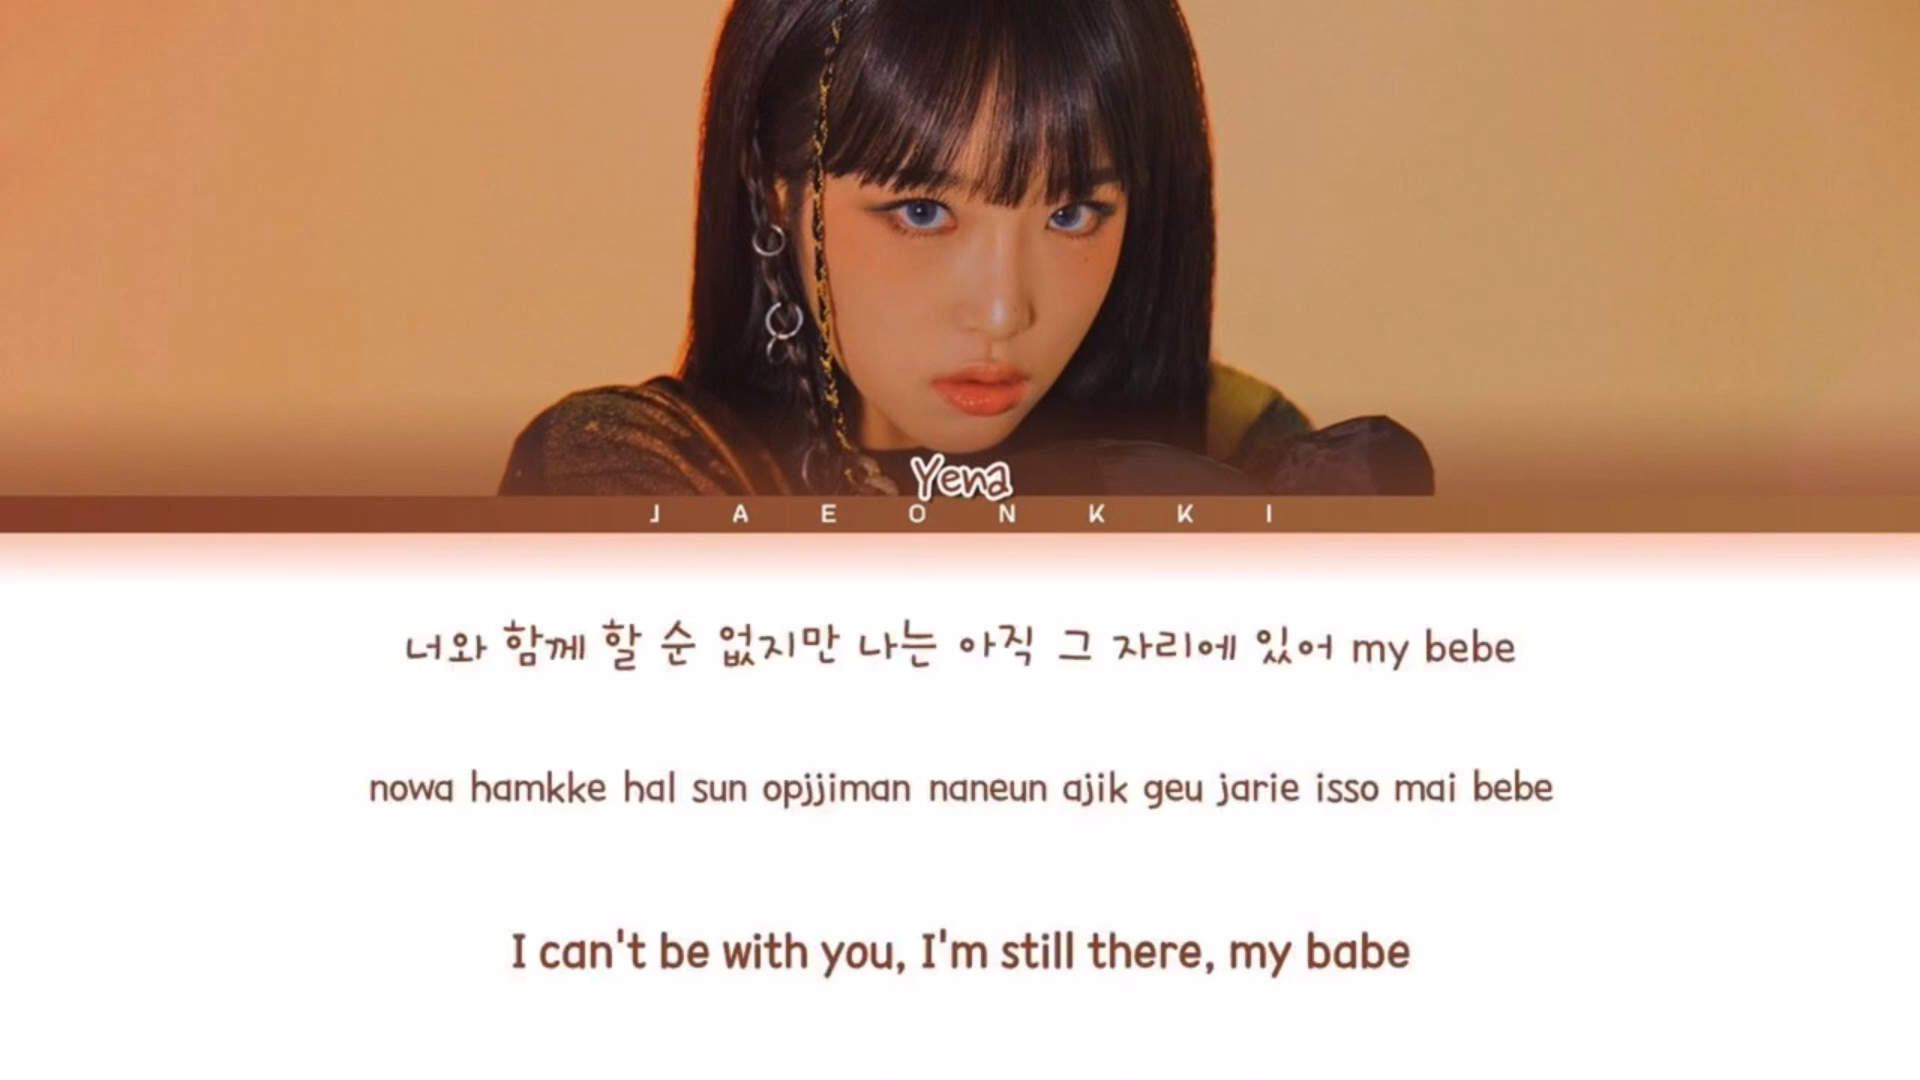 Yena
JAEONKKI
너와 함께 할 순 없지만 나는 아직 그 자리에 있어 my bebe
nowa hamkke hal sun opjjiman naneun ajik geu jarie isso mai bebe
I can't be with you, I'm still there, my babe